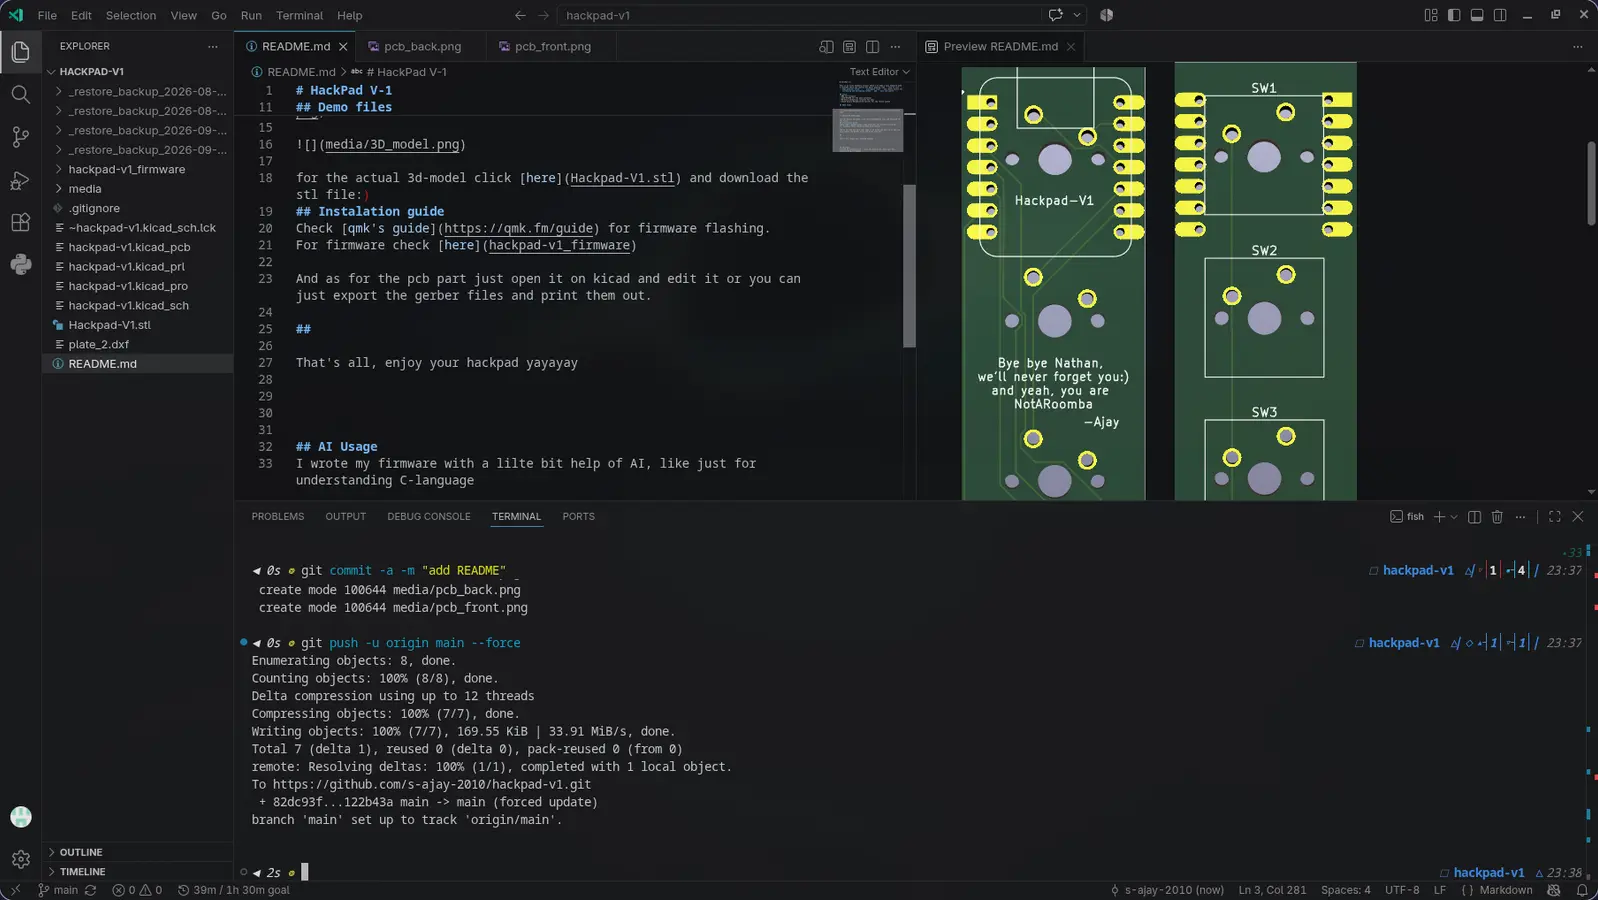 File Edit Selection View Go Run Terminal Help
hackpad-v1
EXPLORER
HACKPAD-V1
_restore_backup_2026-08-...
_restore_backup_2026-08-...
_restore_backup_2026-09-...
_restore_backup_2026-09-...
hackpad-v1_firmware
media
.gitignore
~hackpad-v1.kicad_sch.lck
hackpad-v1.kicad_pcb
hackpad-v1.kicad_prl
hackpad-v1.kicad_pro
hackpad-v1.kicad_sch
Hackpad-V1.stl
plate_2.dxf
README.md
OUTLINE
TIMELINE
README.md pcb_back.png pcb_front.png
README.md > # HackPad V-1 Text Editor
1 # HackPad V-1
11 ## Demo files
15
16 ![](media/3D_model.png)
17
18 for the actual 3d-model click [here](Hackpad-V1.stl) and download the
stl file:)
19 ## Instalation guide
20 Check [qmk's guide](https://qmk.fm/guide) for firmware flashing.
21 For firmware check [here](hackpad-v1_firmware)
22
23 And as for the pcb part just open it on kicad and edit it or you can
just export the gerber files and print them out.
24
25 ##
26
27 That's all, enjoy your hackpad yayayay
28
29
30
31
32 ## AI Usage
33 I wrote my firmware with a lilte bit help of AI, like just for
understanding C-language
Preview README.md
Hackpad-V1
Bye bye Nathan,
we'll never forget you:)
and yeah, you are
NotARoomba
-Ajay
SW1
SW2
SW3
PROBLEMS OUTPUT DEBUG CONSOLE TERMINAL PORTS
fish
0s git commit -a -m "add README" hackpad-v1 1 4 23:37
create mode 100644 media/pcb_back.png
create mode 100644 media/pcb_front.png
0s git push -u origin main --force hackpad-v1 1 1 23:37
Enumerating objects: 8, done.
Counting objects: 100% (8/8), done.
Delta compression using up to 12 threads
Compressing objects: 100% (7/7), done.
Writing objects: 100% (7/7), 169.55 KiB | 33.91 MiB/s, done.
Total 7 (delta 1), reused 0 (delta 0), pack-reused 0 (from 0)
remote: Resolving deltas: 100% (1/1), completed with 1 local object.
To https://github.com/s-ajay-2010/hackpad-v1.git
+ 82dc93f...122b43a main -> main (forced update)
branch 'main' set up to track 'origin/main'.
2s hackpad-v1 23:38
main 0 0 39m / 1h 30m goal s-ajay-2010 (now) Ln 3, Col 281 Spaces: 4 UTF-8 LF {} Markdown